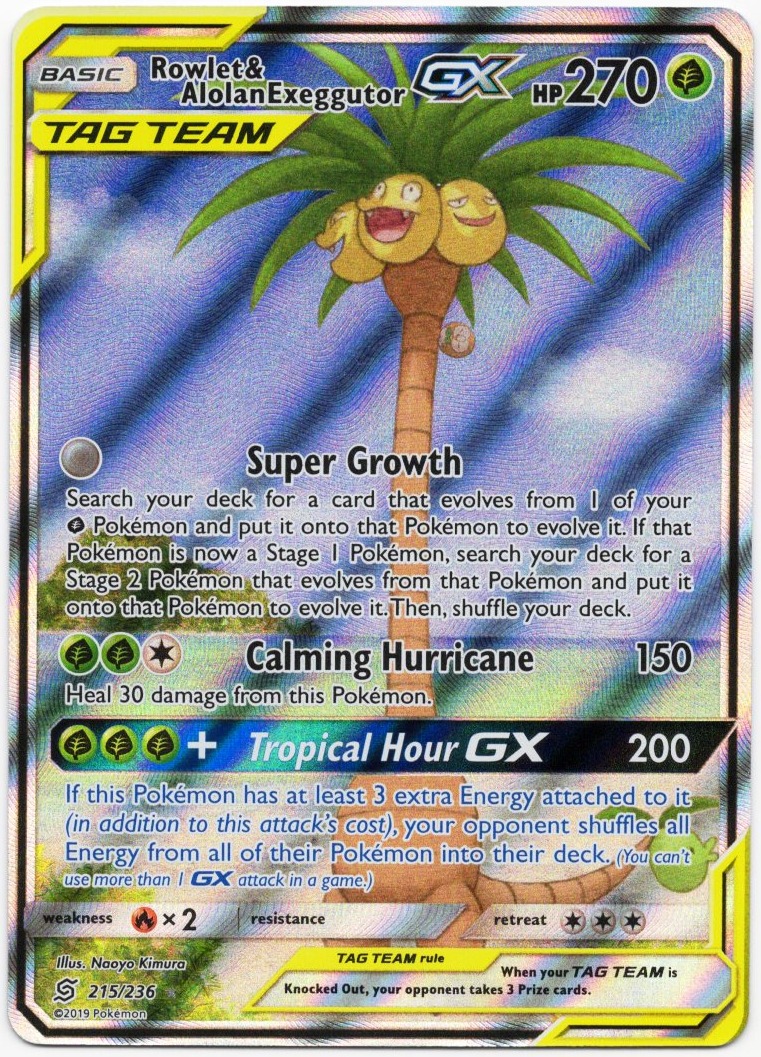 BASIC Rowlet&
AlolanExeggutor GX HP270
TAG TEAM
Super Growth
Search your deck for a card that evolves from 1 of your
Pokémon and put it onto that Pokémon to evolve it. If that
Pokémon is now a Stage 1 Pokémon, search your deck for a
Stage 2 Pokémon that evolves from that Pokémon and put it
onto that Pokémon to evolve it. Then, shuffle your deck.
Calming Hurricane 150
Heal 30 damage from this Pokémon.
+ Tropical Hour GX 200
If this Pokémon has at least 3 extra Energy attached to it
(in addition to this attack's cost), your opponent shuffles all
Energy from all of their Pokémon into their deck. (You can't
use more than 1 GX attack in a game.)
weakness ×2 resistance retreat
Illus. Naoyo Kimura
215/236
©2019 Pokémon
TAG TEAM rule
When your TAG TEAM is
Knocked Out, your opponent takes 3 Prize cards.